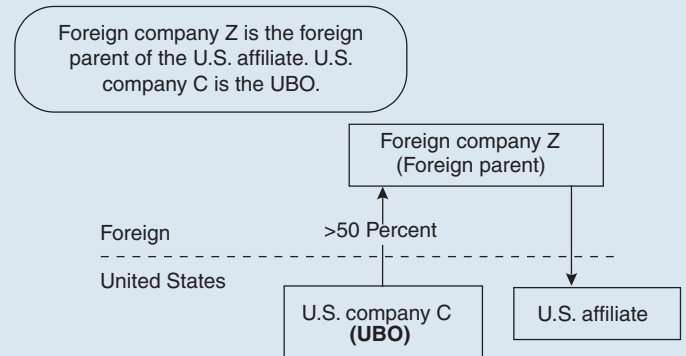 Foreign company Z is the foreign
parent of the U.S. affiliate. U.S.
company C is the UBO.
Foreign company Z
(Foreign parent)
Foreign
>50 Percent
United States
U.S. company C
(UBO)
U.S. affiliate